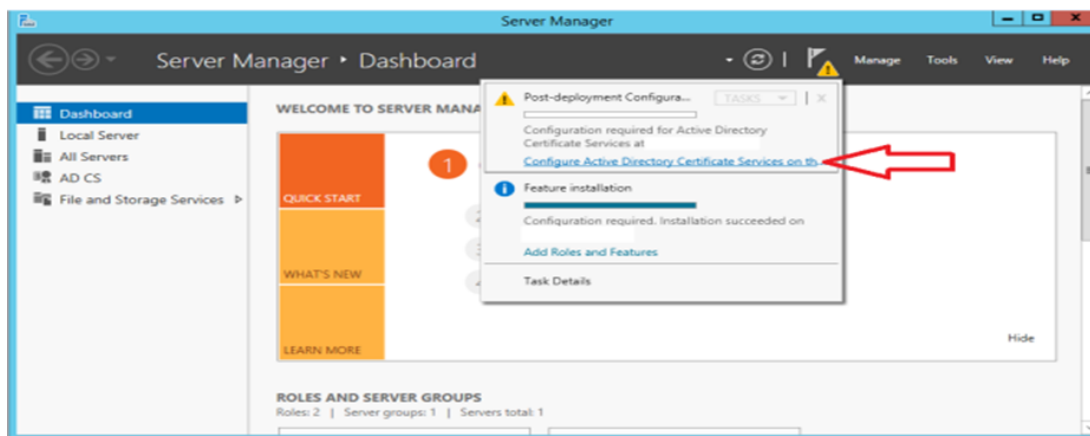 Server Manager
Server Manager • Dashboard
Manage Tools View Help
Dashboard
Local Server
All Servers
AD CS
File and Storage Services
WELCOME TO SERVER MANA
1
QUICK START
WHAT'S NEW
LEARN MORE
Post-deployment Configura...
TASKS
Configuration required for Active Directory
Certificate Services at
Configure Active Directory Certificate Services on th
Feature installation
Configuration required. Installation succeeded on
Add Roles and Features
Task Details
Hide
ROLES AND SERVER GROUPS
Roles: 2 | Server groups: 1 | Servers total: 1